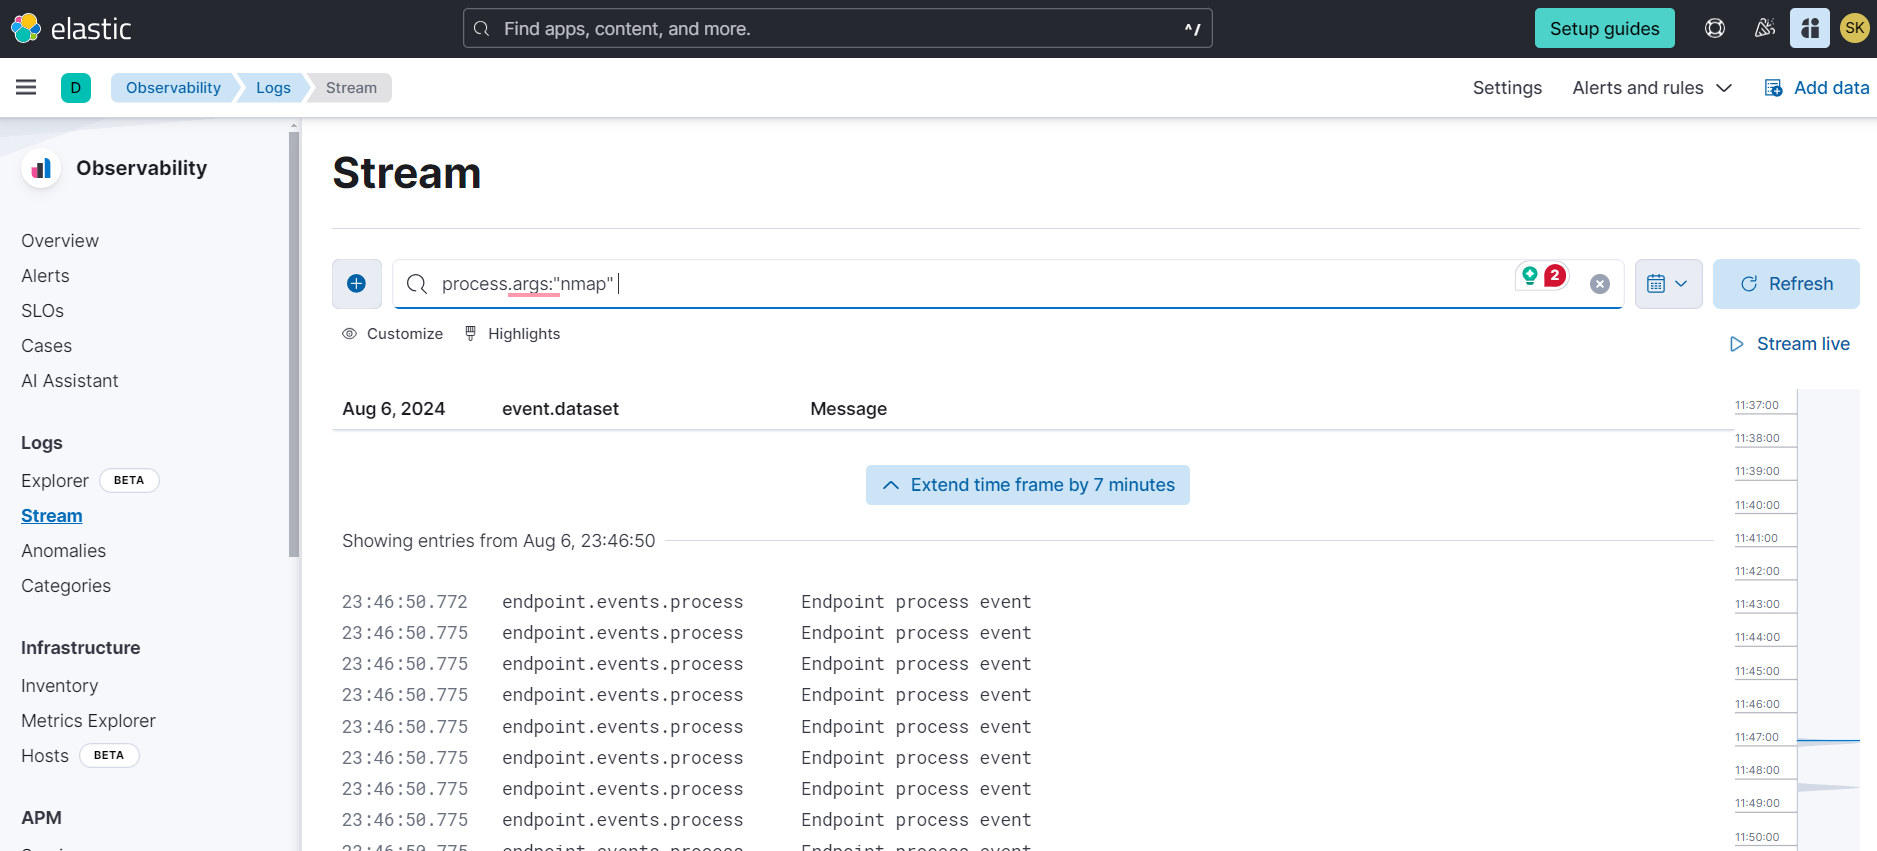 elastic
Find apps, content, and more.
^/
Setup guides
SK
D
Observability
Logs
Stream
Settings
Alerts and rules
Add data
Observability
Overview
Alerts
SLOs
Cases
AI Assistant
Logs
Explorer BETA
Stream
Anomalies
Categories
Infrastructure
Inventory
Metrics Explorer
Hosts BETA
APM
Stream
process.args:"nmap"
2
Refresh
Customize
Highlights
Stream live
Aug 6, 2024 event.dataset Message
Extend time frame by 7 minutes
Showing entries from Aug 6, 23:46:50
23:46:50.772 endpoint.events.process Endpoint process event
23:46:50.775 endpoint.events.process Endpoint process event
23:46:50.775 endpoint.events.process Endpoint process event
23:46:50.775 endpoint.events.process Endpoint process event
23:46:50.775 endpoint.events.process Endpoint process event
23:46:50.775 endpoint.events.process Endpoint process event
23:46:50.775 endpoint.events.process Endpoint process event
23:46:50.775 endpoint.events.process Endpoint process event
23:46:50.775 endpoint.events.process Endpoint process event
11:37:00
11:38:00
11:39:00
11:40:00
11:41:00
11:42:00
11:43:00
11:44:00
11:45:00
11:46:00
11:47:00
11:48:00
11:49:00
11:50:00